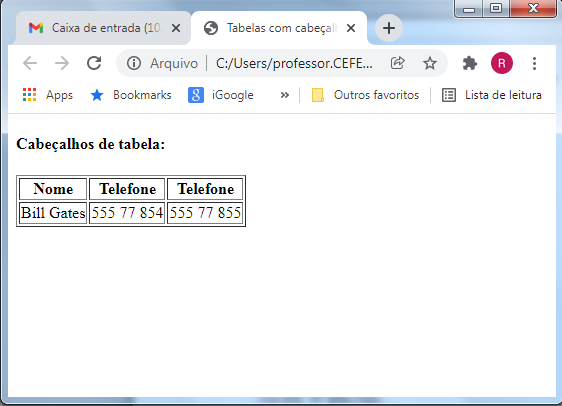 Caixa de entrada (10
Tabelas com cabeçal
Arquivo
C:/Users/professor.CEFE...
R
Apps
Bookmarks
iGoogle
»
Outros favoritos
Lista de leitura
Cabeçalhos de tabela:
Nome Telefone Telefone
Bill Gates 555 77 854 555 77 855